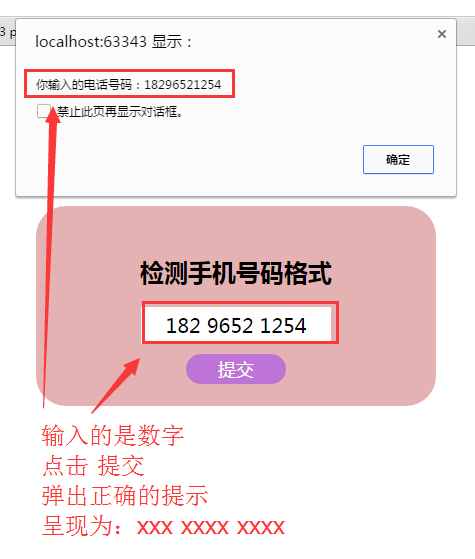 3 p
localhost:63343 显示：
×
你输入的电话号码：18296521254
禁止此页再显示对话框。
确定
检测手机号码格式
182 9652 1254
提交
输入的是数字
点击 提交
弹出正确的提示
呈现为：xxx xxxx xxxx